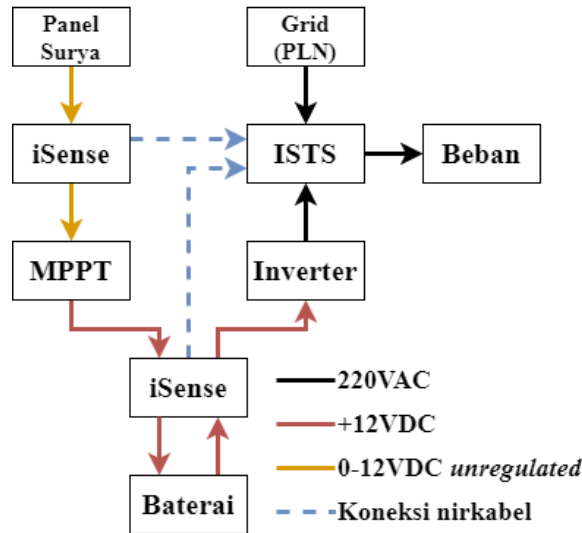 Panel
Surya
Grid
(PLN)
iSense
ISTS
Beban
MPPT
Inverter
iSense
Baterai
220VAC
+12VDC
0-12VDC unregulated
Koneksi nirkabel